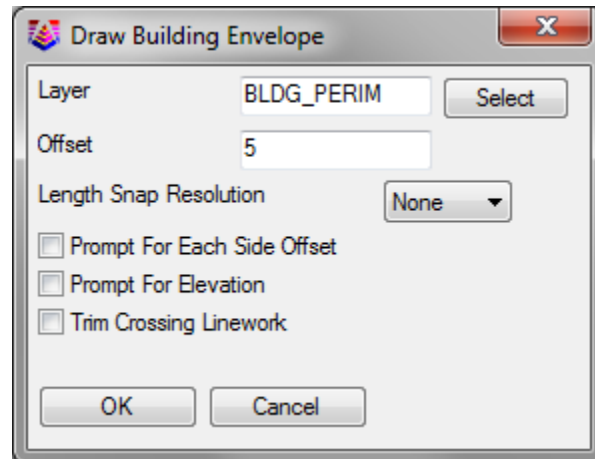 Draw Building Envelope
Layer BLDG_PERIM Select
Offset 5
Length Snap Resolution None
Prompt For Each Side Offset
Prompt For Elevation
Trim Crossing Linework
OK Cancel